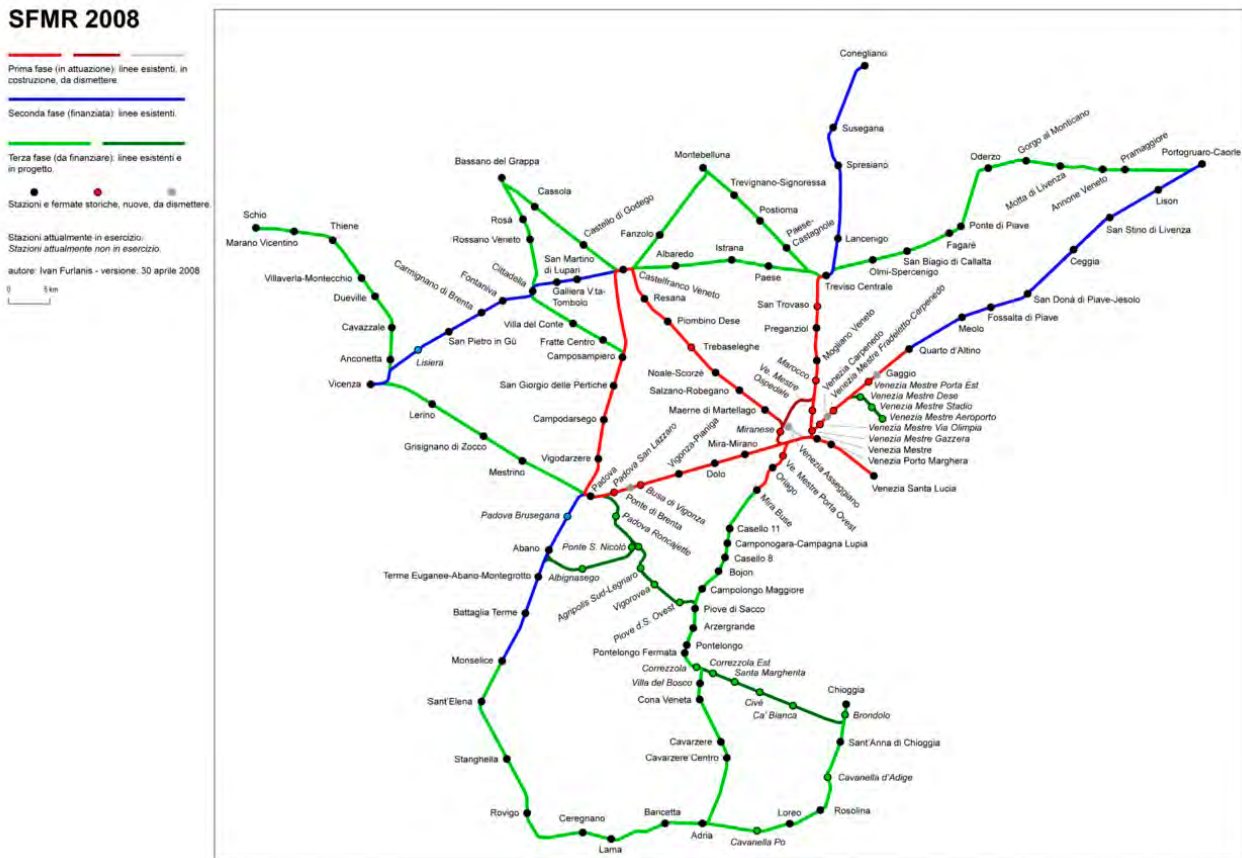 SFMR 2008
Prima fase (in attuazione): linee esistenti, in
costruzione, da dismettere.
Seconda fase (finanziata): linee esistenti.
Terza fase (da finanziare): linee esistenti e
in progetto.
Stazioni e fermate storiche, nuove, da dismettere.
Stazioni attualmente in esercizio.
Stazioni attualmente non in esercizio.
autore: Ivan Furlanis - versione: 30 aprile 2008
0 5 km
Conegliano
Susegana
Spresiano
Lancenigo
Treviso Centrale
Oderzo
Gorgo al Monticano
Motta di Livenza
Annone Veneto
Pramaggiore
Portogruaro-Caorle
Lison
San Stino di Livenza
Ceggia
San Donà di Piave-Jesolo
Fossalta di Piave
Meolo
Quarto d'Altino
Ponte di Piave
Fagarè
San Biagio di Callalta
Olmi-Spercenigo
Montebelluna
Trevignano-Signoressa
Postioma
Paese-
Castagnole
Fanzolo
Albaredo
Istrana
Paese
Bassano del Grappa
Cassola
Castello di Godego
Rosà
Rossano Veneto
San Martino
di Lupari
Cittadella
Galliera V.ta-
Tombolo
Castelfranco Veneto
Schio
Marano Vicentino
Thiene
Villaverla-Montecchio
Dueville
Cavazzale
Anconetta
Vicenza
Carmignano di Brenta
Fontaniva
San Pietro in Gù
Lisiera
Villa del Conte
Fratte Centro
Camposampiero
San Giorgio delle Pertiche
Campodarsego
Vigodarzere
Lerino
Grisignano di Zocco
Mestrino
Padova
Resana
Piombino Dese
Trebaseleghe
Noale-Scorzè
Salzano-Robegano
Maerne di Martellago
Miranese
San Trovaso
Preganziol
Mogliano Veneto
Marocco
Ve. Mestre
Ospedale
Venezia Carpenedo
Venezia Mestre Fradeletto-Carpenedo
Gaggio
Venezia Mestre Porta Est
Venezia Mestre Dese
Venezia Mestre Stadio
Venezia Mestre Aeroporto
Venezia Mestre Via Olimpia
Venezia Mestre Gazzera
Venezia Mestre
Venezia Porto Marghera
Venezia Santa Lucia
Venezia Asseggiano
Ve. Mestre Porta Ovest
Oriago
Mira Buse
Padova San Lazzaro
Busa di Vigonza
Ponte di Brenta
Vigonza-Pianiga
Dolo
Mira-Mirano
Padova Roncajette
Ponte S. Nicolò
Padova Brusegana
Abano
Albignasego
Terme Euganee-Abano-Montegrotto
Battaglia Terme
Monselice
Agripolis Sud-Legnaro
Vigorovea
Piove d.S. Ovest
Casello 11
Camponogara-Campagna Lupia
Casello 8
Bojon
Campolongo Maggiore
Piove di Sacco
Arzergrande
Pontelongo
Pontelongo Fermata
Correzzola
Correzzola Est
Santa Margherita
Civè
Ca' Bianca
Villa del Bosco
Cona Veneta
Cavarzere
Cavarzere Centro
Chioggia
Brondolo
Sant'Anna di Chioggia
Cavanella d'Adige
Rosolina
Loreo
Cavanella Po
Adria
Baricetta
Lama
Ceregnano
Rovigo
Stanghella
Sant'Elena